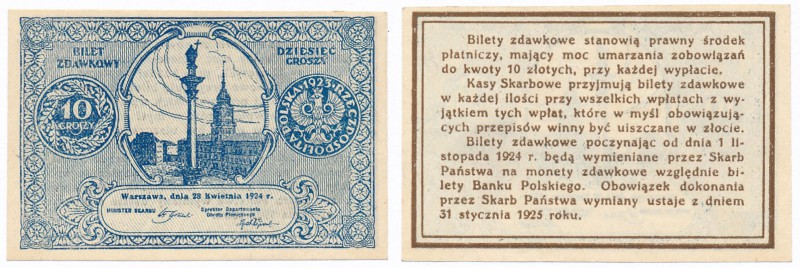 BILET
ZDAWKOWY
DZIESIĘĆ
GROSZY
10
GROSZY
1923 RZECZPOSPOLITA POLSKA
Warszawa, dnia 28 Kwietnia 1924 r.
MINISTER SKARBU
Dyrektor Departamentu
Obrotu Pieniężnego
Bilety zdawkowe stanowią prawny środek
płatniczy, mający moc umarzania zobowiązań
do kwoty 10 złotych, przy każdej wypłacie.
Kasy Skarbowe przyjmują bilety zdawkowe
w każdej ilości przy wszelkich wpłatach z wy-
jątkiem tych wpłat, które w myśl obowiązują-
cych przepisów winny być uiszczane w złocie.
Bilety zdawkowe poczynając od dnia 1 li-
stopada 1924 r. będą wymieniane przez Skarb
Państwa na monety zdawkowe względnie bi-
lety Banku Polskiego. Obowiązek dokonania
przez Skarb Państwa wymiany ustaje z dniem
31 stycznia 1925 roku.